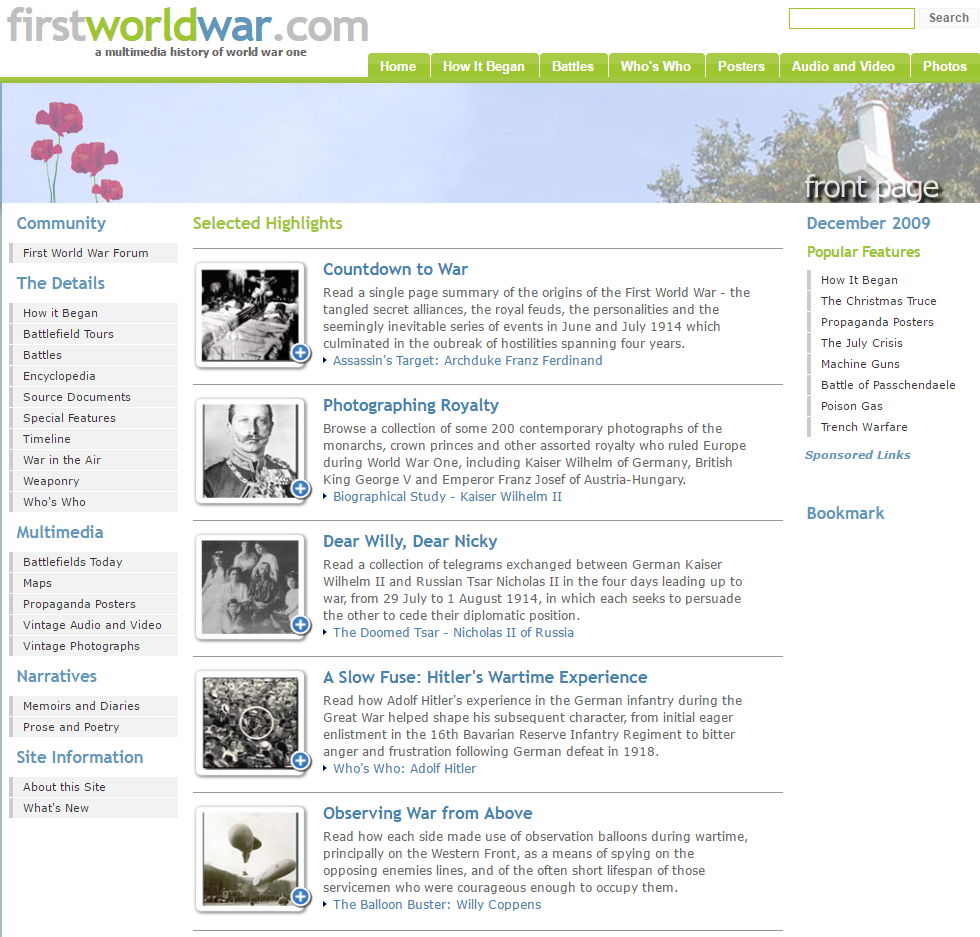 firstworldwar.com
a multimedia history of world war one
Search
Home
How It Began
Battles
Who's Who
Posters
Audio and Video
Photos
front page
Community
First World War Forum
The Details
How it Began
Battlefield Tours
Battles
Encyclopedia
Source Documents
Special Features
Timeline
War in the Air
Weaponry
Who's Who
Multimedia
Battlefields Today
Maps
Propaganda Posters
Vintage Audio and Video
Vintage Photographs
Narratives
Memoirs and Diaries
Prose and Poetry
Site Information
About this Site
What's New
Selected Highlights
Countdown to War
Read a single page summary of the origins of the First World War - the
tangled secret alliances, the royal feuds, the personalities and the
seemingly inevitable series of events in June and July 1914 which
culminated in the oubreak of hostilities spanning four years.
Assassin's Target: Archduke Franz Ferdinand
Photographing Royalty
Browse a collection of some 200 contemporary photographs of the
monarchs, crown princes and other assorted royalty who ruled Europe
during World War One, including Kaiser Wilhelm of Germany, British
King George V and Emperor Franz Josef of Austria-Hungary.
Biographical Study - Kaiser Wilhelm II
Dear Willy, Dear Nicky
Read a collection of telegrams exchanged between German Kaiser
Wilhelm II and Russian Tsar Nicholas II in the four days leading up to
war, from 29 July to 1 August 1914, in which each seeks to persuade
the other to cede their diplomatic position.
The Doomed Tsar - Nicholas II of Russia
A Slow Fuse: Hitler's Wartime Experience
Read how Adolf Hitler's experience in the German infantry during the
Great War helped shape his subsequent character, from initial eager
enlistment in the 16th Bavarian Reserve Infantry Regiment to bitter
anger and frustration following German defeat in 1918.
Who's Who: Adolf Hitler
Observing War from Above
Read how each side made use of observation balloons during wartime,
principally on the Western Front, as a means of spying on the
opposing enemies lines, and of the often short lifespan of those
servicemen who were courageous enough to occupy them.
The Balloon Buster: Willy Coppens
December 2009
Popular Features
How It Began
The Christmas Truce
Propaganda Posters
The July Crisis
Machine Guns
Battle of Passchendaele
Poison Gas
Trench Warfare
Sponsored Links
Bookmark